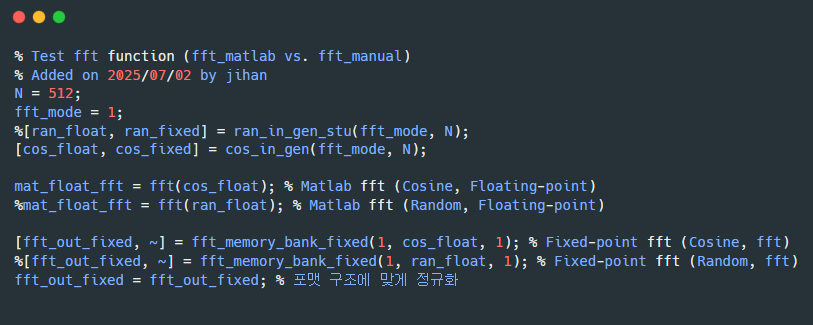 % Test fft function (fft_matlab vs. fft_manual)
% Added on 2025/07/02 by jihan
N = 512;
fft_mode = 1;
%[ran_float, ran_fixed] = ran_in_gen_stu(fft_mode, N);
[cos_float, cos_fixed] = cos_in_gen(fft_mode, N);
mat_float_fft = fft(cos_float); % Matlab fft (Cosine, Floating-point)
%mat_float_fft = fft(ran_float); % Matlab fft (Random, Floating-point)
[fft_out_fixed, ~] = fft_memory_bank_fixed(1, cos_float, 1); % Fixed-point fft (Cosine, fft)
%[fft_out_fixed, ~] = fft_memory_bank_fixed(1, ran_float, 1); % Fixed-point fft (Random, fft)
fft_out_fixed = fft_out_fixed; % 포맷 구조에 맞게 정규화